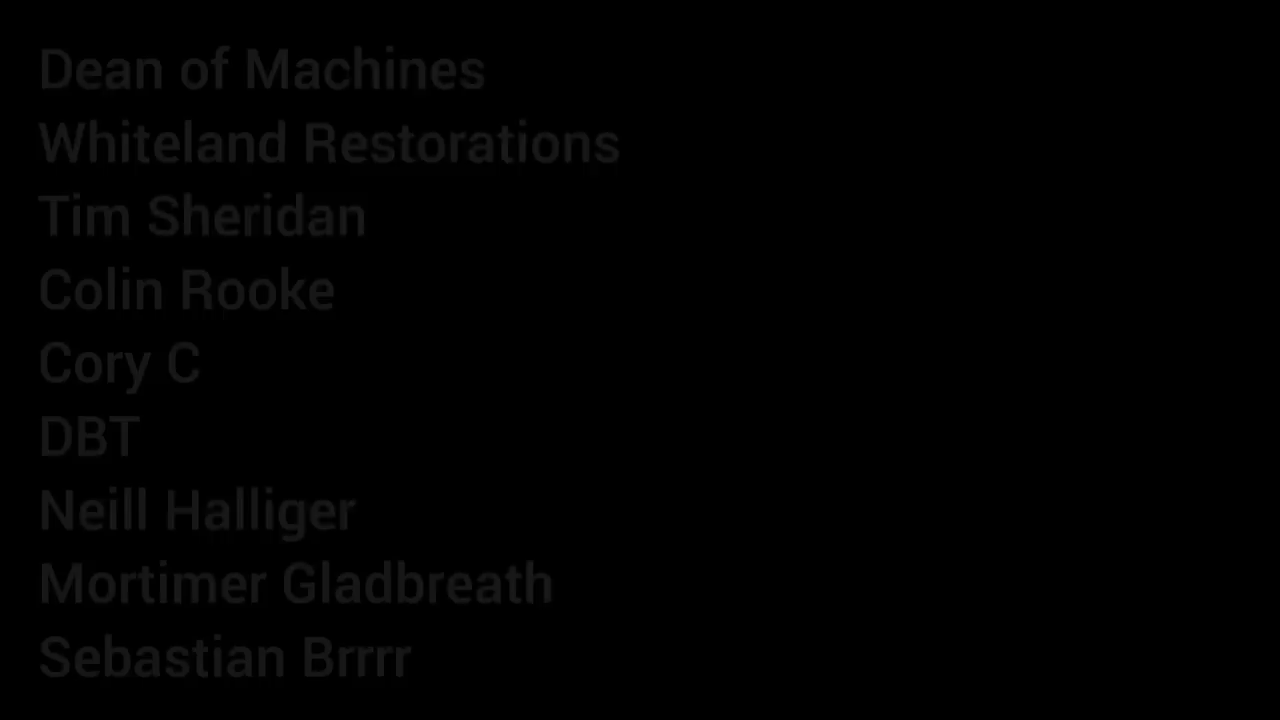 Dean of Machines
Whiteland Restorations
Tim Sheridan
Colin Rooke
Cory C
DBT
Neill Halliger
Mortimer Gladbreath
Sebastian Brrrr